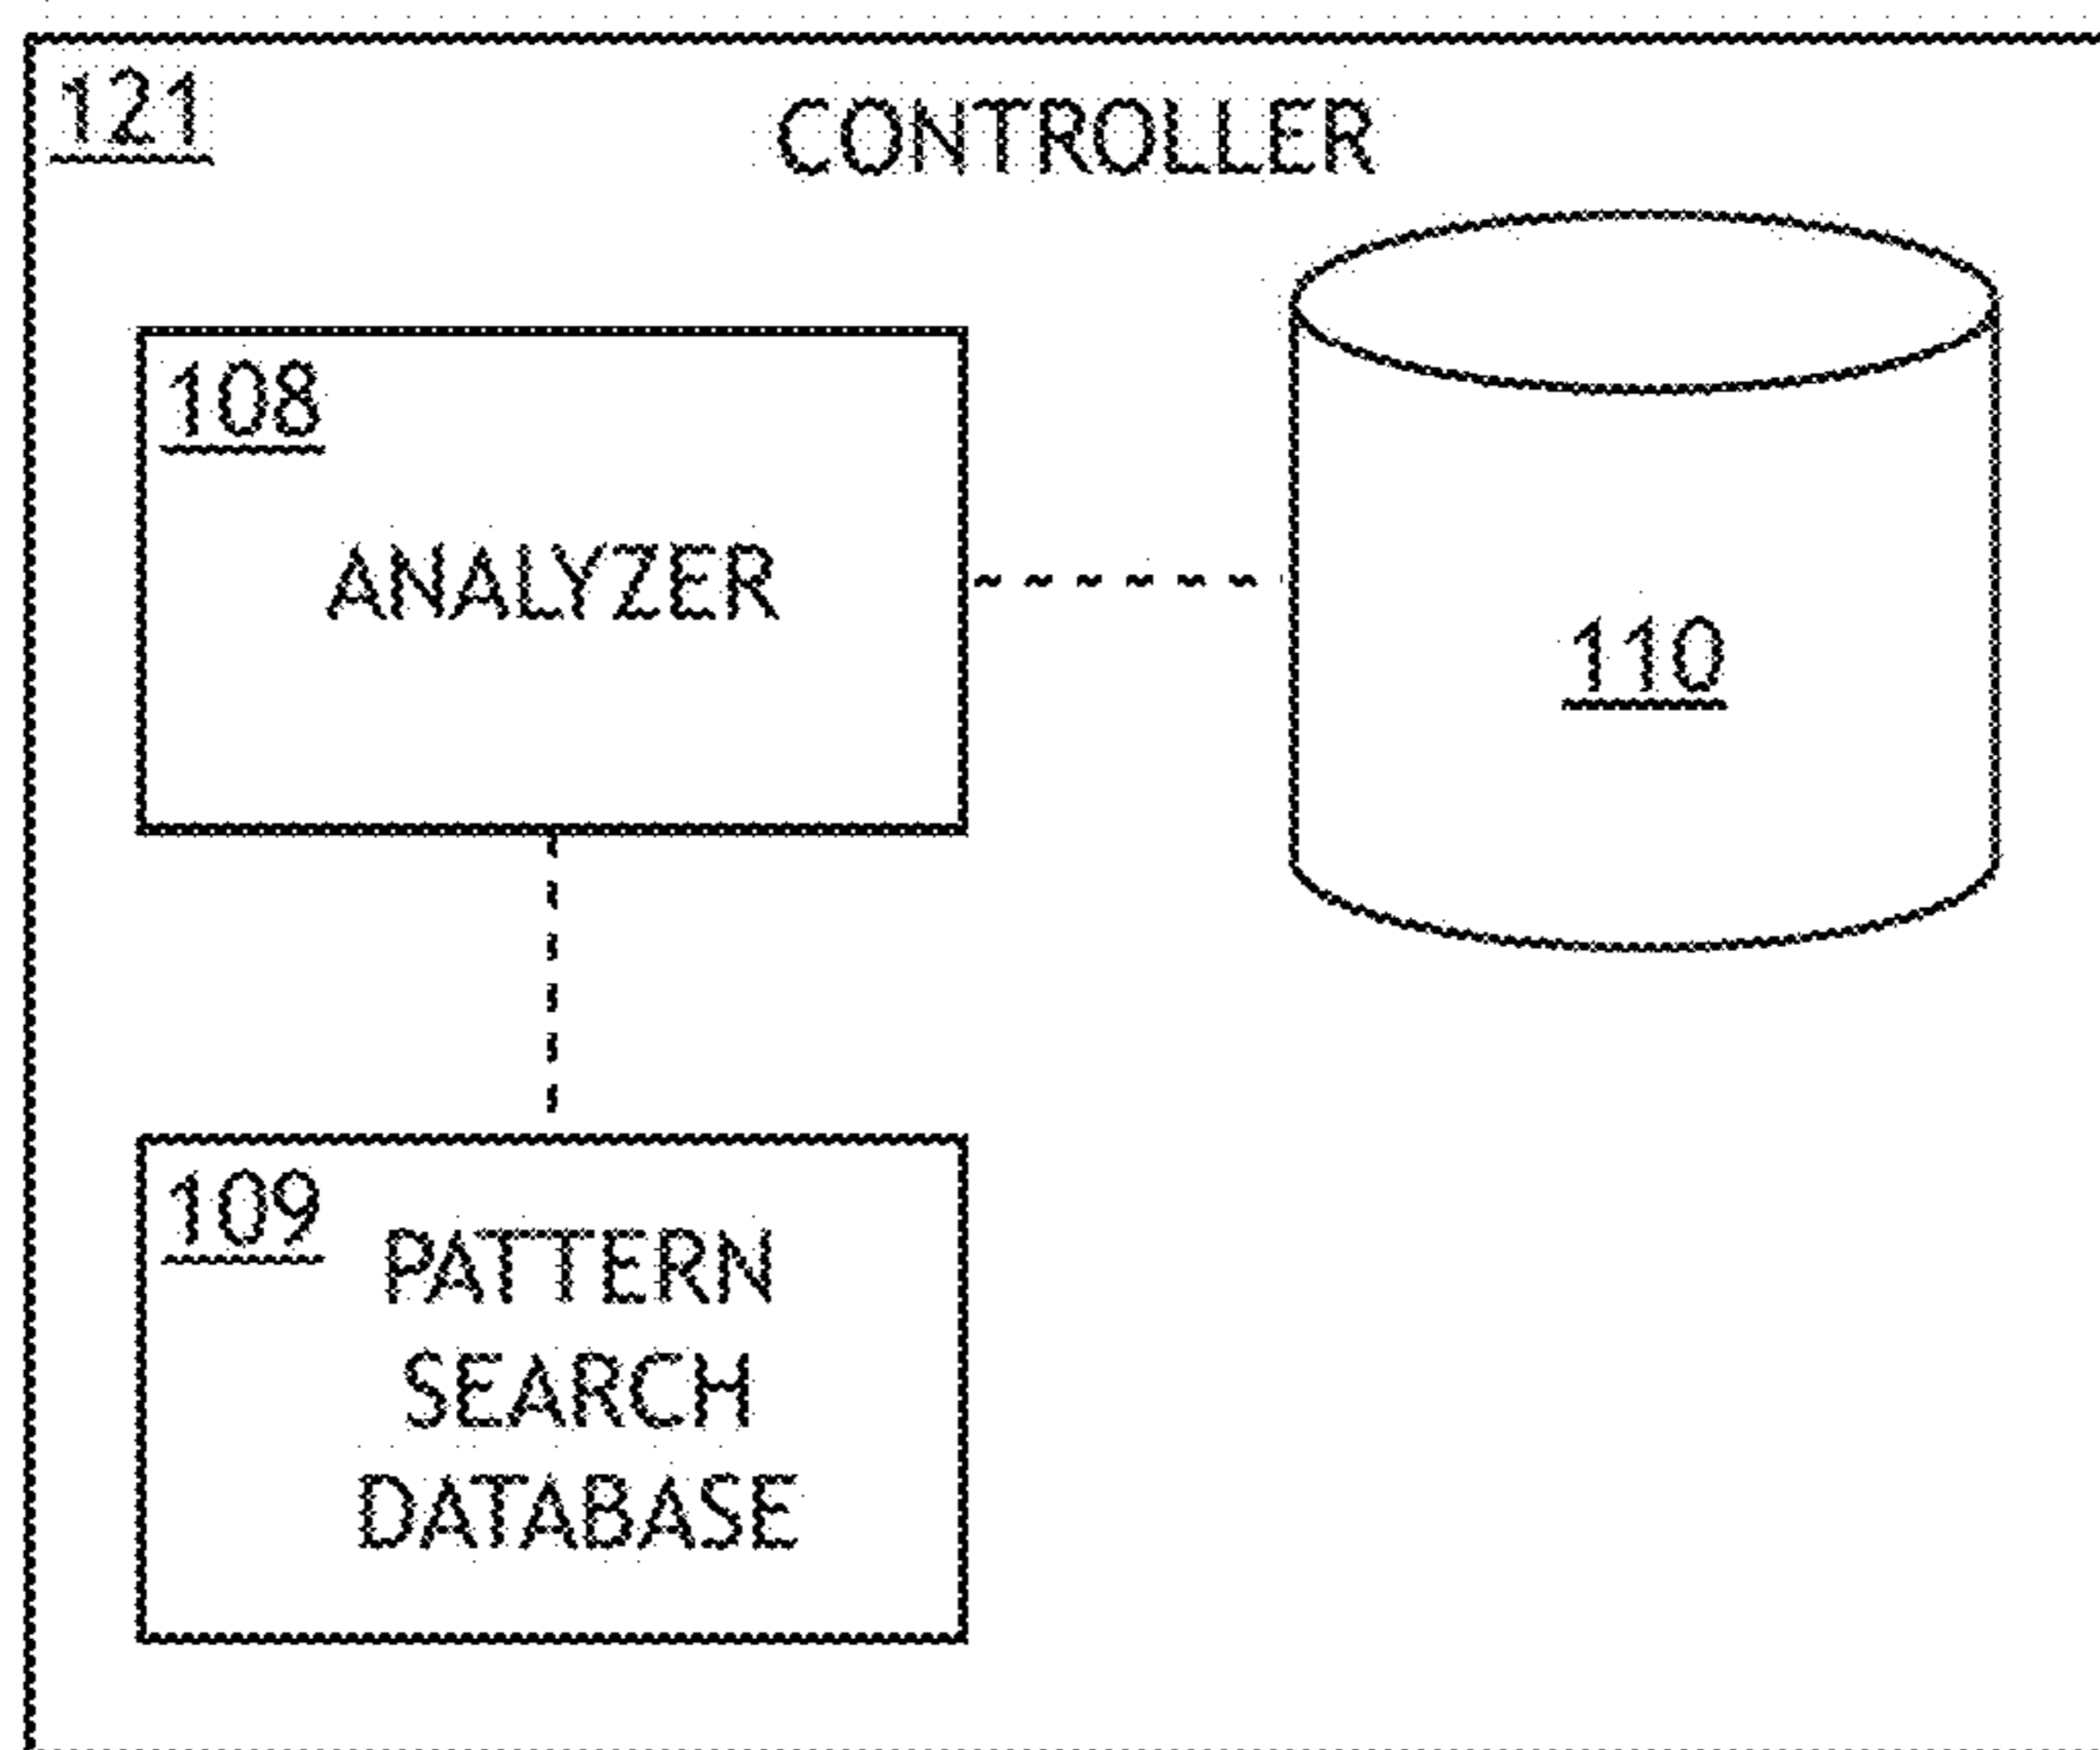 121
CONTROLLER
108
ANALYZER
110
109
PATTERN
SEARCH
DATABASE